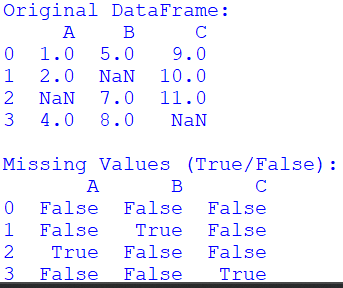 Original DataFrame:
     A    B     C
0  1.0  5.0   9.0
1  2.0  NaN  10.0
2  NaN  7.0  11.0
3  4.0  8.0   NaN
Missing Values (True/False):
       A      B      C
0  False  False  False
1  False   True  False
2   True  False  False
3  False  False   True